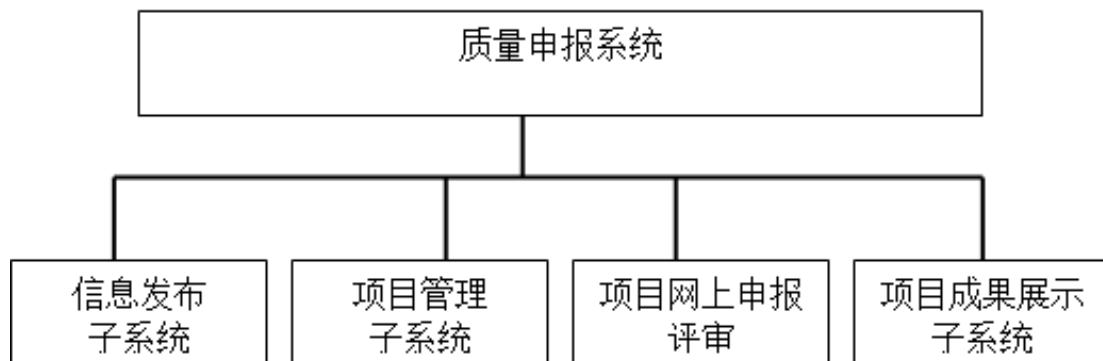 质量申报系统
信息发布
子系统
项目管理
子系统
项目网上申报
评审
项目成果展示
子系统